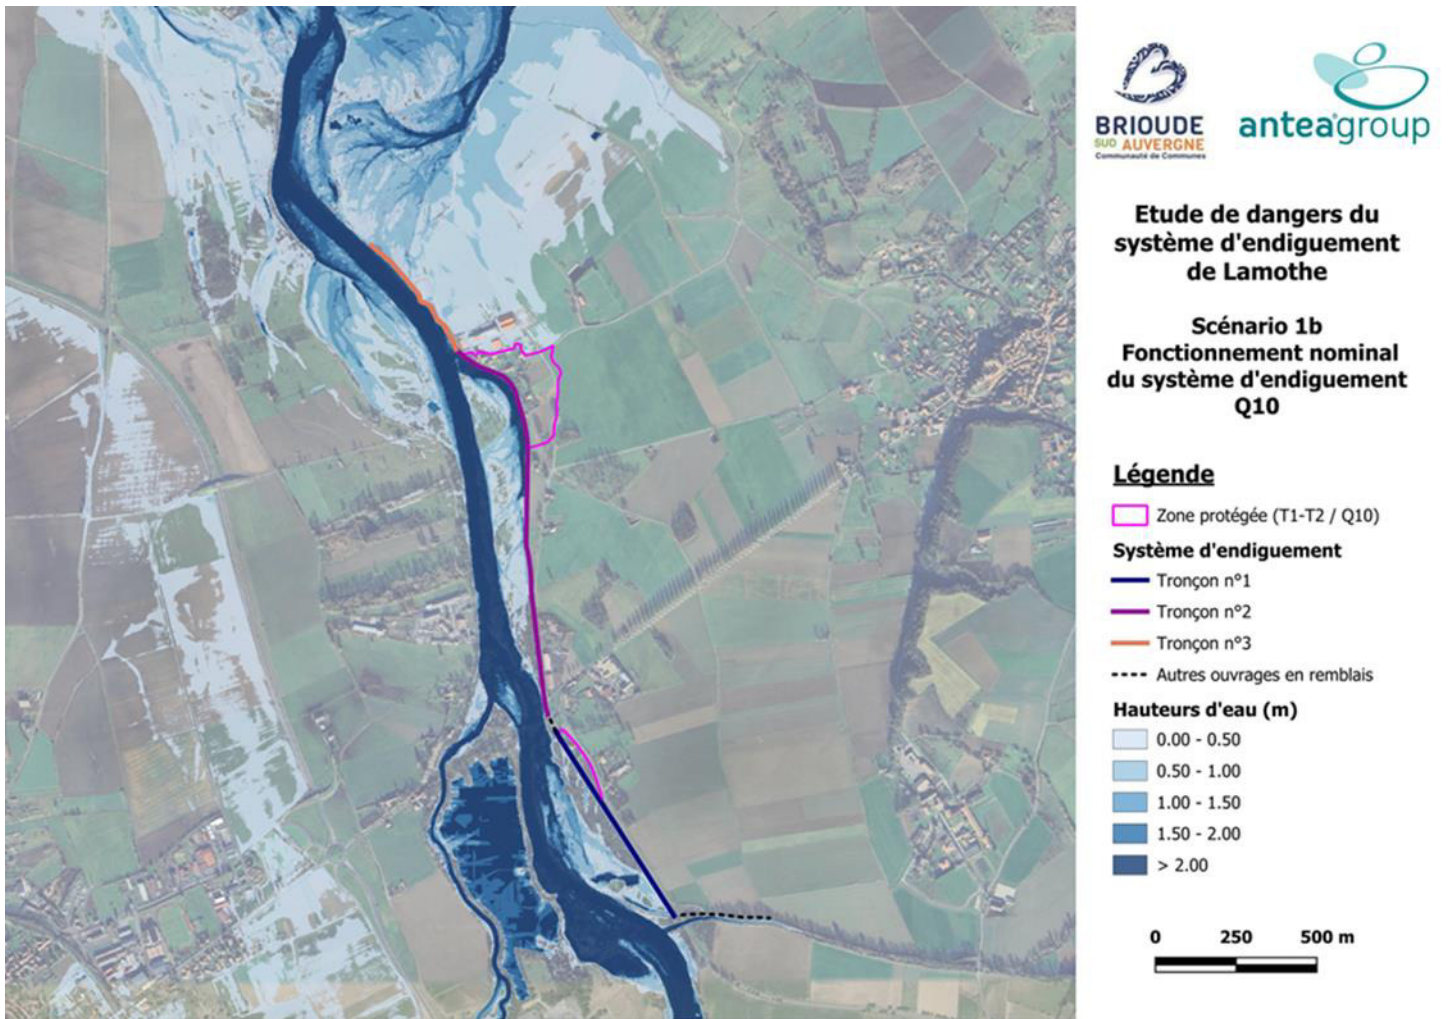 BRIOUDE
SUD AUVERGNE
Communauté de Communes
anteagroup
Etude de dangers du
système d'endiguement
de Lamothe
Scénario 1b
Fonctionnement nominal
du système d'endiguement
Q10
Légende
Zone protégée (T1-T2 / Q10)
Système d'endiguement
Tronçon n°1
Tronçon n°2
Tronçon n°3
Autres ouvrages en remblais
Hauteurs d'eau (m)
0.00 - 0.50
0.50 - 1.00
1.00 - 1.50
1.50 - 2.00
> 2.00
0 250 500 m